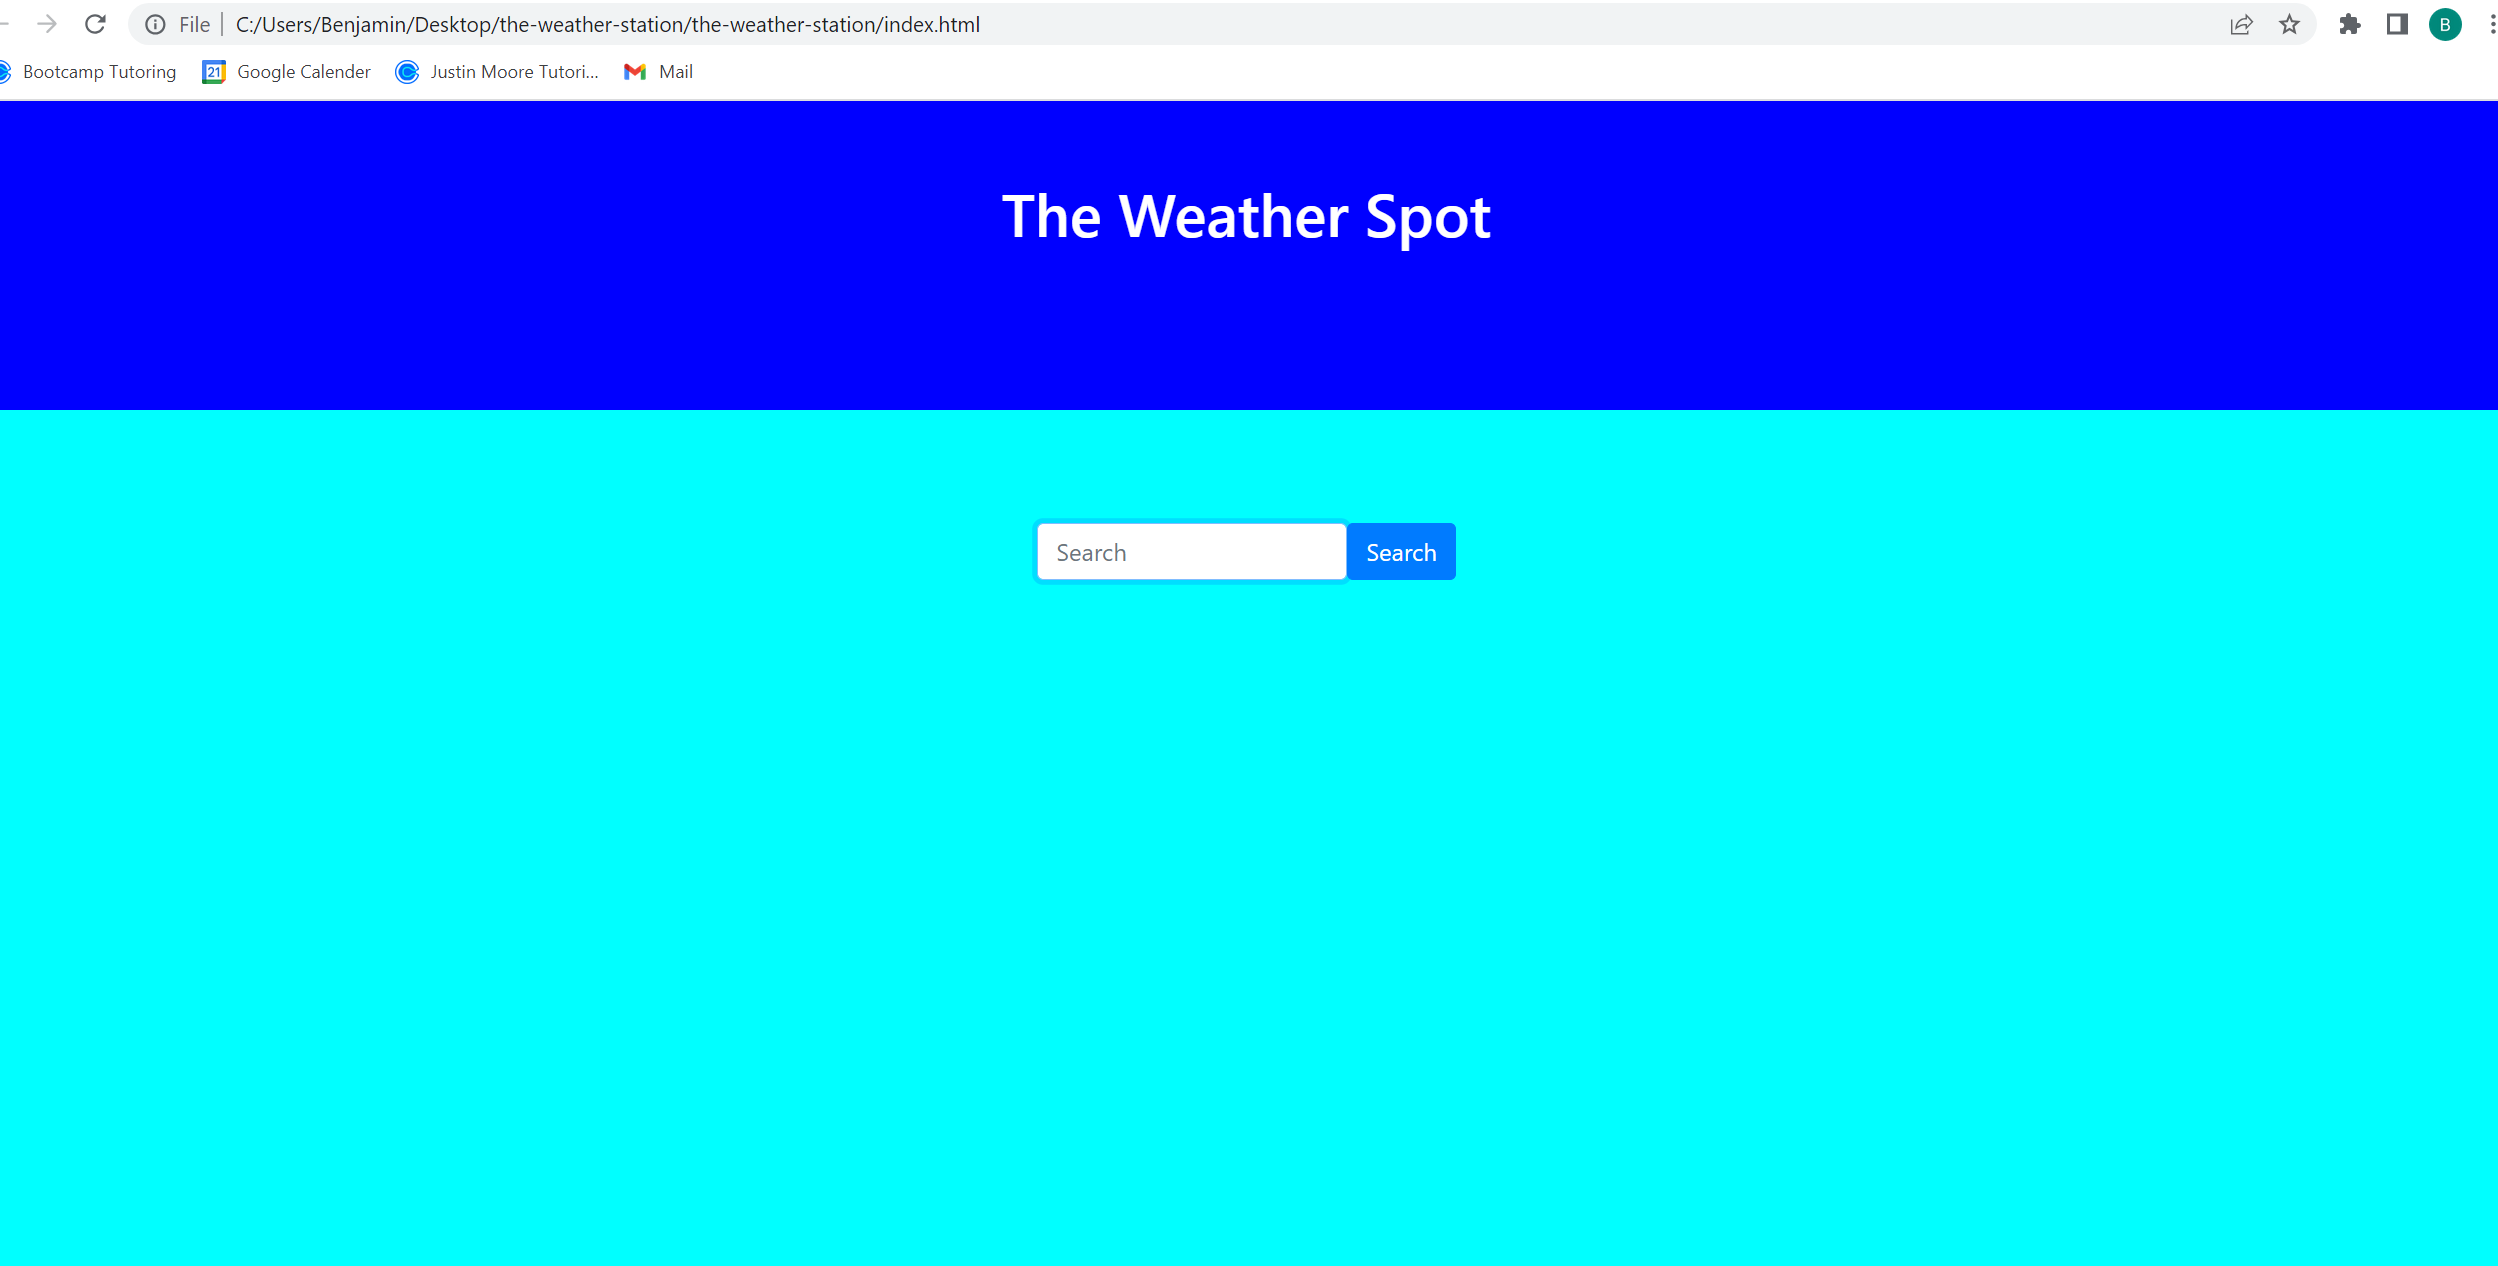 File | C:/Users/Benjamin/Desktop/the-weather-station/the-weather-station/index.html
B
Bootcamp Tutoring 21 Google Calender Justin Moore Tutori... Mail
The Weather Spot
Search Search